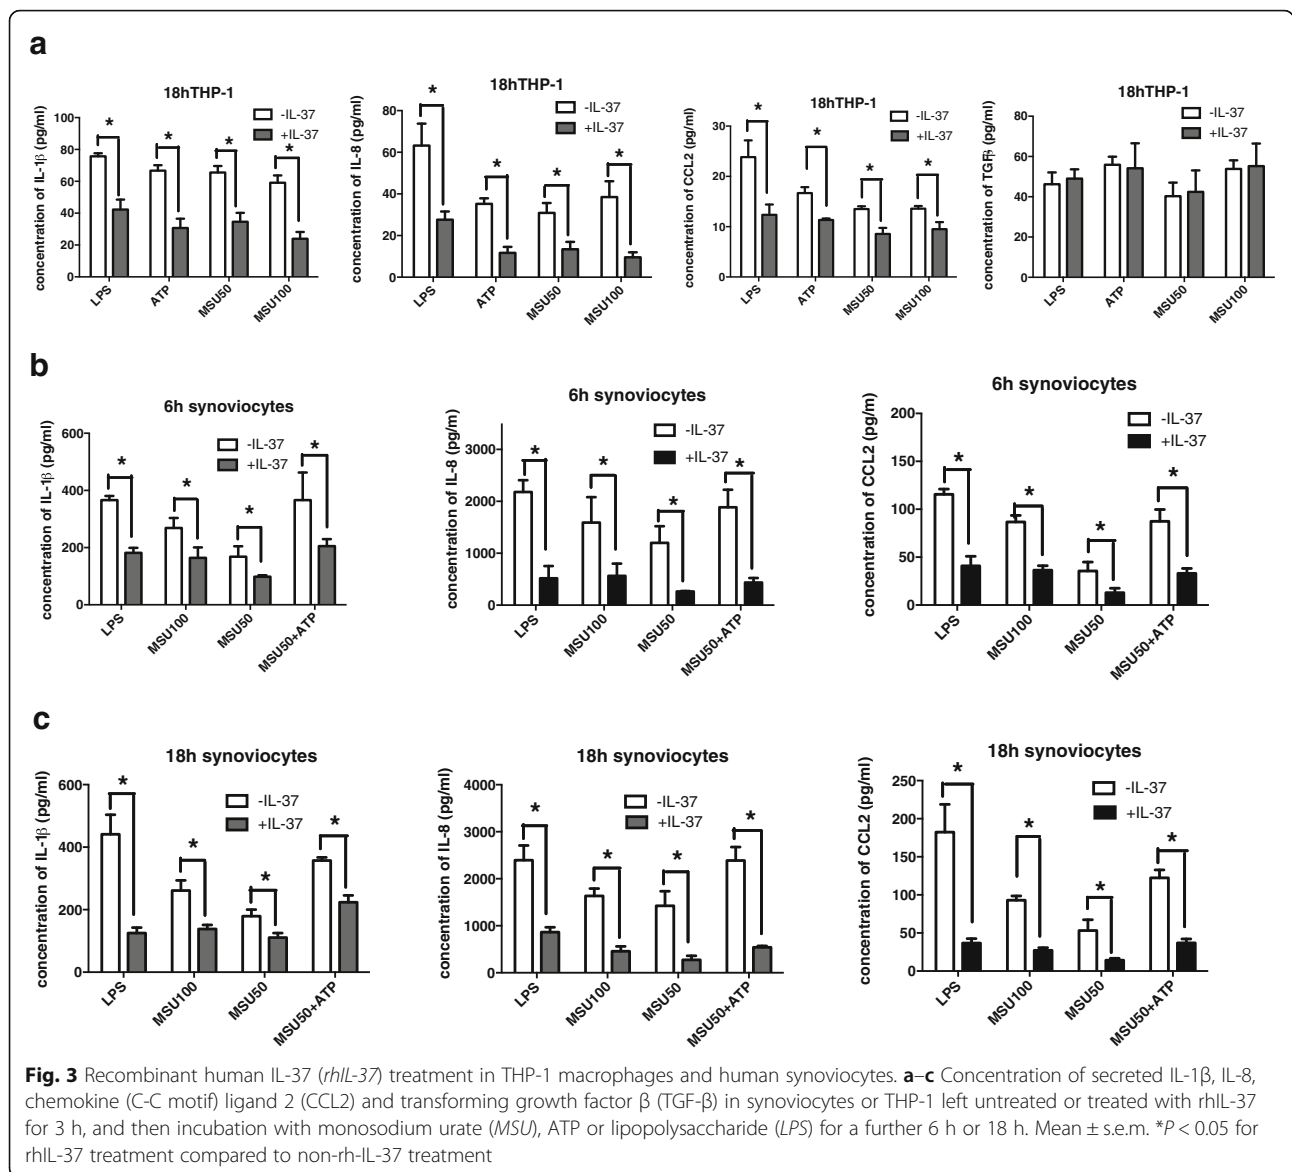 a
18hTHP-1
concentration of IL-1β (pg/ml)
100
80
60
40
20
0
-IL-37
+IL-37
* * * *
LPS ATP MSU50 MSU100
18hTHP-1
concentration of IL-8 (pg/ml)
80
60
40
20
0
-IL-37
+IL-37
* * * *
LPS ATP MSU50 MSU100
18hTHP-1
concentration of CCL2 (pg/ml)
30
20
10
0
-IL-37
+IL-37
* * * *
LPS ATP MSU50 MSU100
18hTHP-1
concentration of TGFβ (pg/ml)
80
60
40
20
0
-IL-37
+IL-37
LPS ATP MSU50 MSU100
b
6h synoviocytes
concentration of IL-1β (pg/ml)
600
400
200
0
-IL-37
+IL-37
* * * *
LPS MSU100 MSU50 MSU50+ATP
6h synoviocytes
concentration of IL-8 (pg/m)
3000
2000
1000
0
-IL-37
+IL-37
* * * *
LPS MSU100 MSU50 MSU50+ATP
6h synoviocytes
concentration of CCL2 (pg/m)
200
150
100
50
0
-IL-37
+IL-37
* * * *
LPS MSU100 MSU50 MSU50+ATP
c
18h synoviocytes
concentration of IL-1β (pg/ml)
600
400
200
0
-IL-37
+IL-37
* * * *
LPS MSU100 MSU50 MSU50+ATP
18h synoviocytes
concentration of IL-8 (pg/ml)
4000
3000
2000
1000
0
-IL-37
+IL-37
* * * *
LPS MSU100 MSU50 MSU50+ATP
18h synoviocytes
concentration of CCL2 (pg/ml)
250
200
150
100
50
0
-IL-37
+IL-37
* * * *
LPS MSU100 MSU50 MSU50+ATP
Fig. 3 Recombinant human IL-37 (rhIL-37) treatment in THP-1 macrophages and human synoviocytes. a–c Concentration of secreted IL-1β, IL-8,
chemokine (C-C motif) ligand 2 (CCL2) and transforming growth factor β (TGF-β) in synoviocytes or THP-1 left untreated or treated with rhIL-37
for 3 h, and then incubation with monosodium urate (MSU), ATP or lipopolysaccharide (LPS) for a further 6 h or 18 h. Mean ± s.e.m. *P < 0.05 for
rhIL-37 treatment compared to non-rh-IL-37 treatment